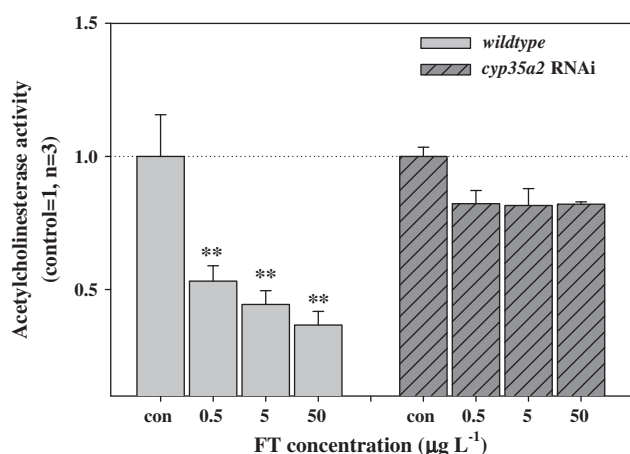 1.5
wildtype
cyp35a2 RNAi
Acetylcholinesterase activity
(control=1, n=3)
1.0
**
**
**
0.5
con 0.5 5 50 con 0.5 5 50
FT concentration (µg L-1)